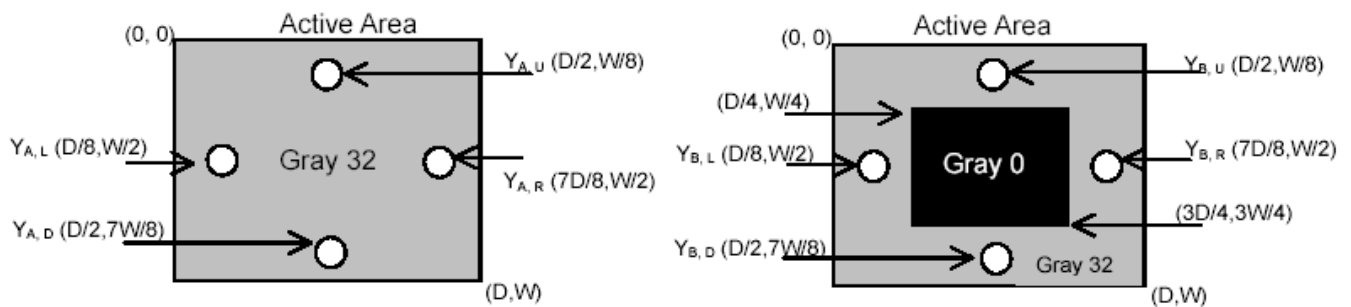 Active Area
(0, 0)
YA, U (D/2,W/8)
YA, L (D/8,W/2)
Gray 32
YA, R (7D/8,W/2)
YA, D (D/2,7W/8)
(D,W)
Active Area
(0, 0)
YB, U (D/2,W/8)
(D/4,W/4)
YB, L (D/8,W/2)
Gray 0
YB, R (7D/8,W/2)
(3D/4,3W/4)
YB, D (D/2,7W/8)
Gray 32
(D,W)